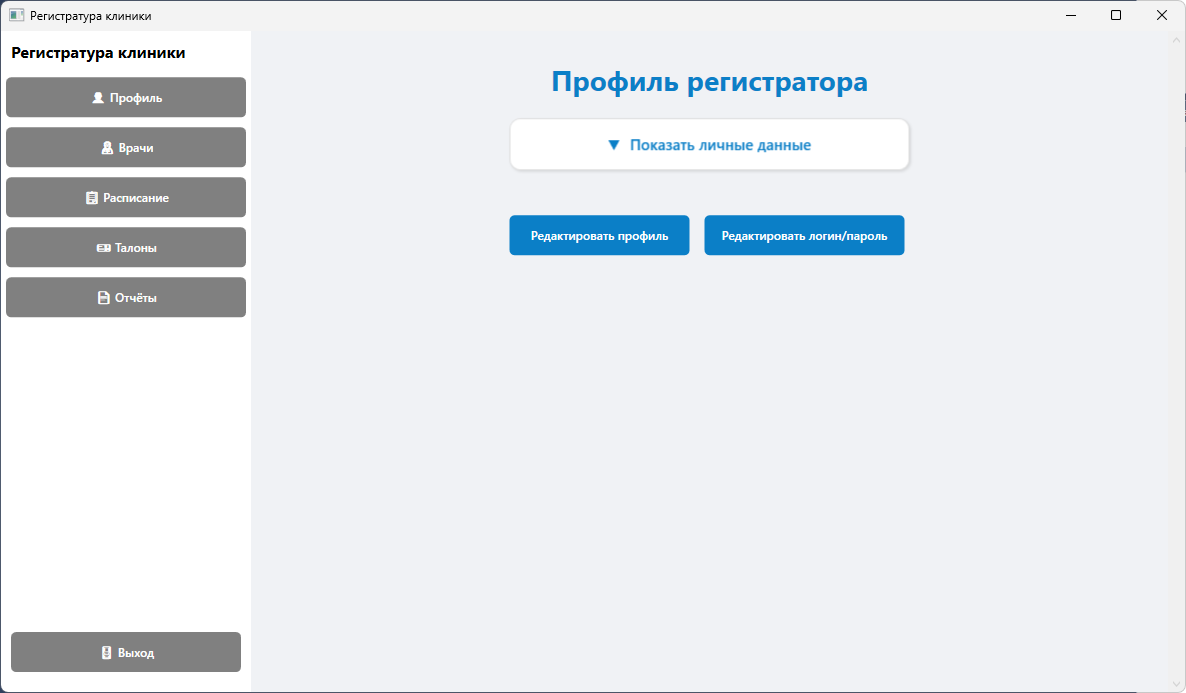 Регистратура клиники
Регистратура клиники
Профиль
Врачи
Расписание
Талоны
Отчёты
Выход
Профиль регистратора
▼ Показать личные данные
Редактировать профиль
Редактировать логин/пароль